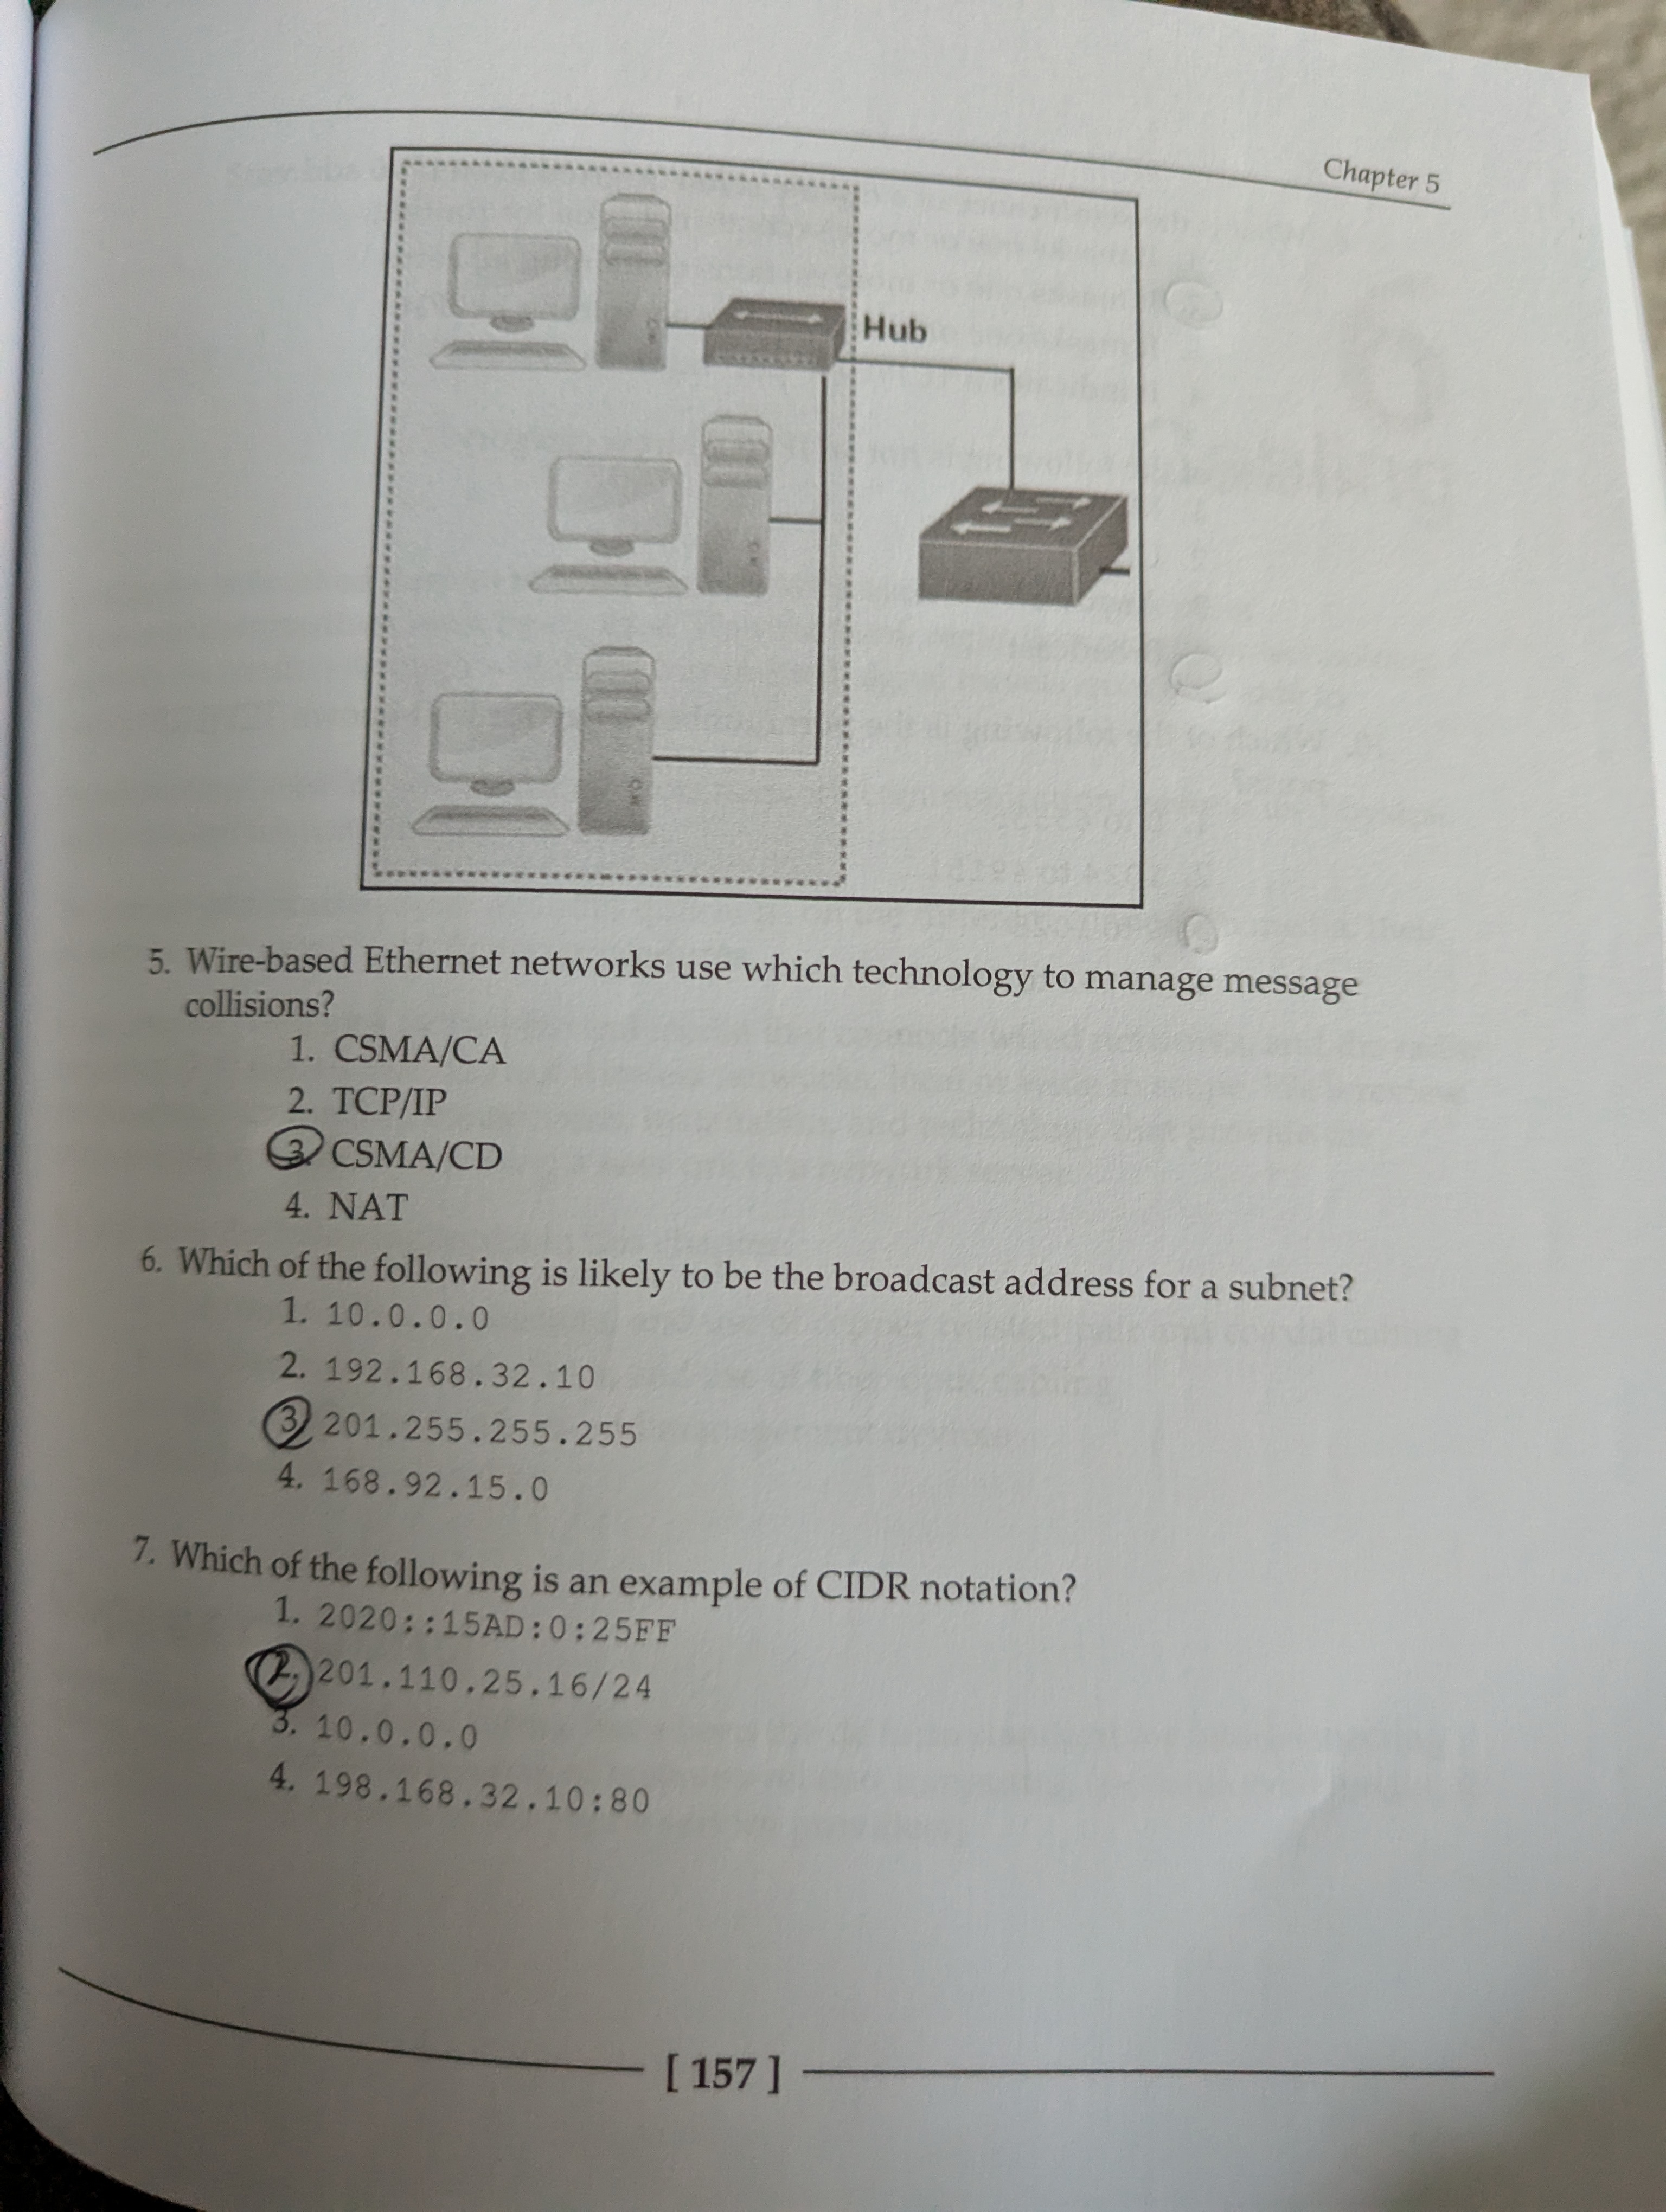 Chapter 5
Hub
5. Wire-based Ethernet networks use which technology to manage message
collisions?
1. CSMA/CA
2. TCP/IP
3. CSMA/CD
4. NAT
6. Which of the following is likely to be the broadcast address for a subnet?
1. 10.0.0.0
2. 192.168.32.10
3. 201.255.255.255
4. 168.92.15.0
7. Which of the following is an example of CIDR notation?
1. 2020::15AD:0:25FF
2. 201.110.25.16/24
3. 10.0.0.0
4. 198.168.32.10:80
[ 157 ]